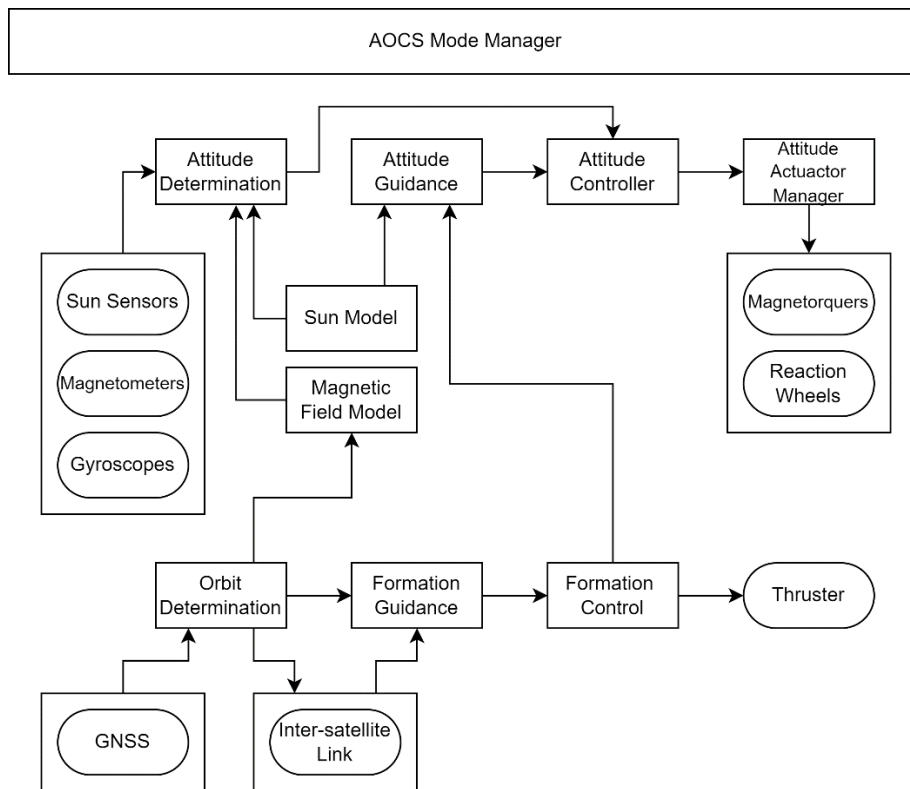 AOCS Mode Manager
Attitude
Determination
Attitude
Guidance
Attitude
Controller
Attitude
Actuactor
Manager
Sun Sensors
Magnetometers
Gyroscopes
Sun Model
Magnetic
Field Model
Magnetorquers
Reaction
Wheels
Orbit
Determination
Formation
Guidance
Formation
Control
Thruster
GNSS
Inter-satellite
Link